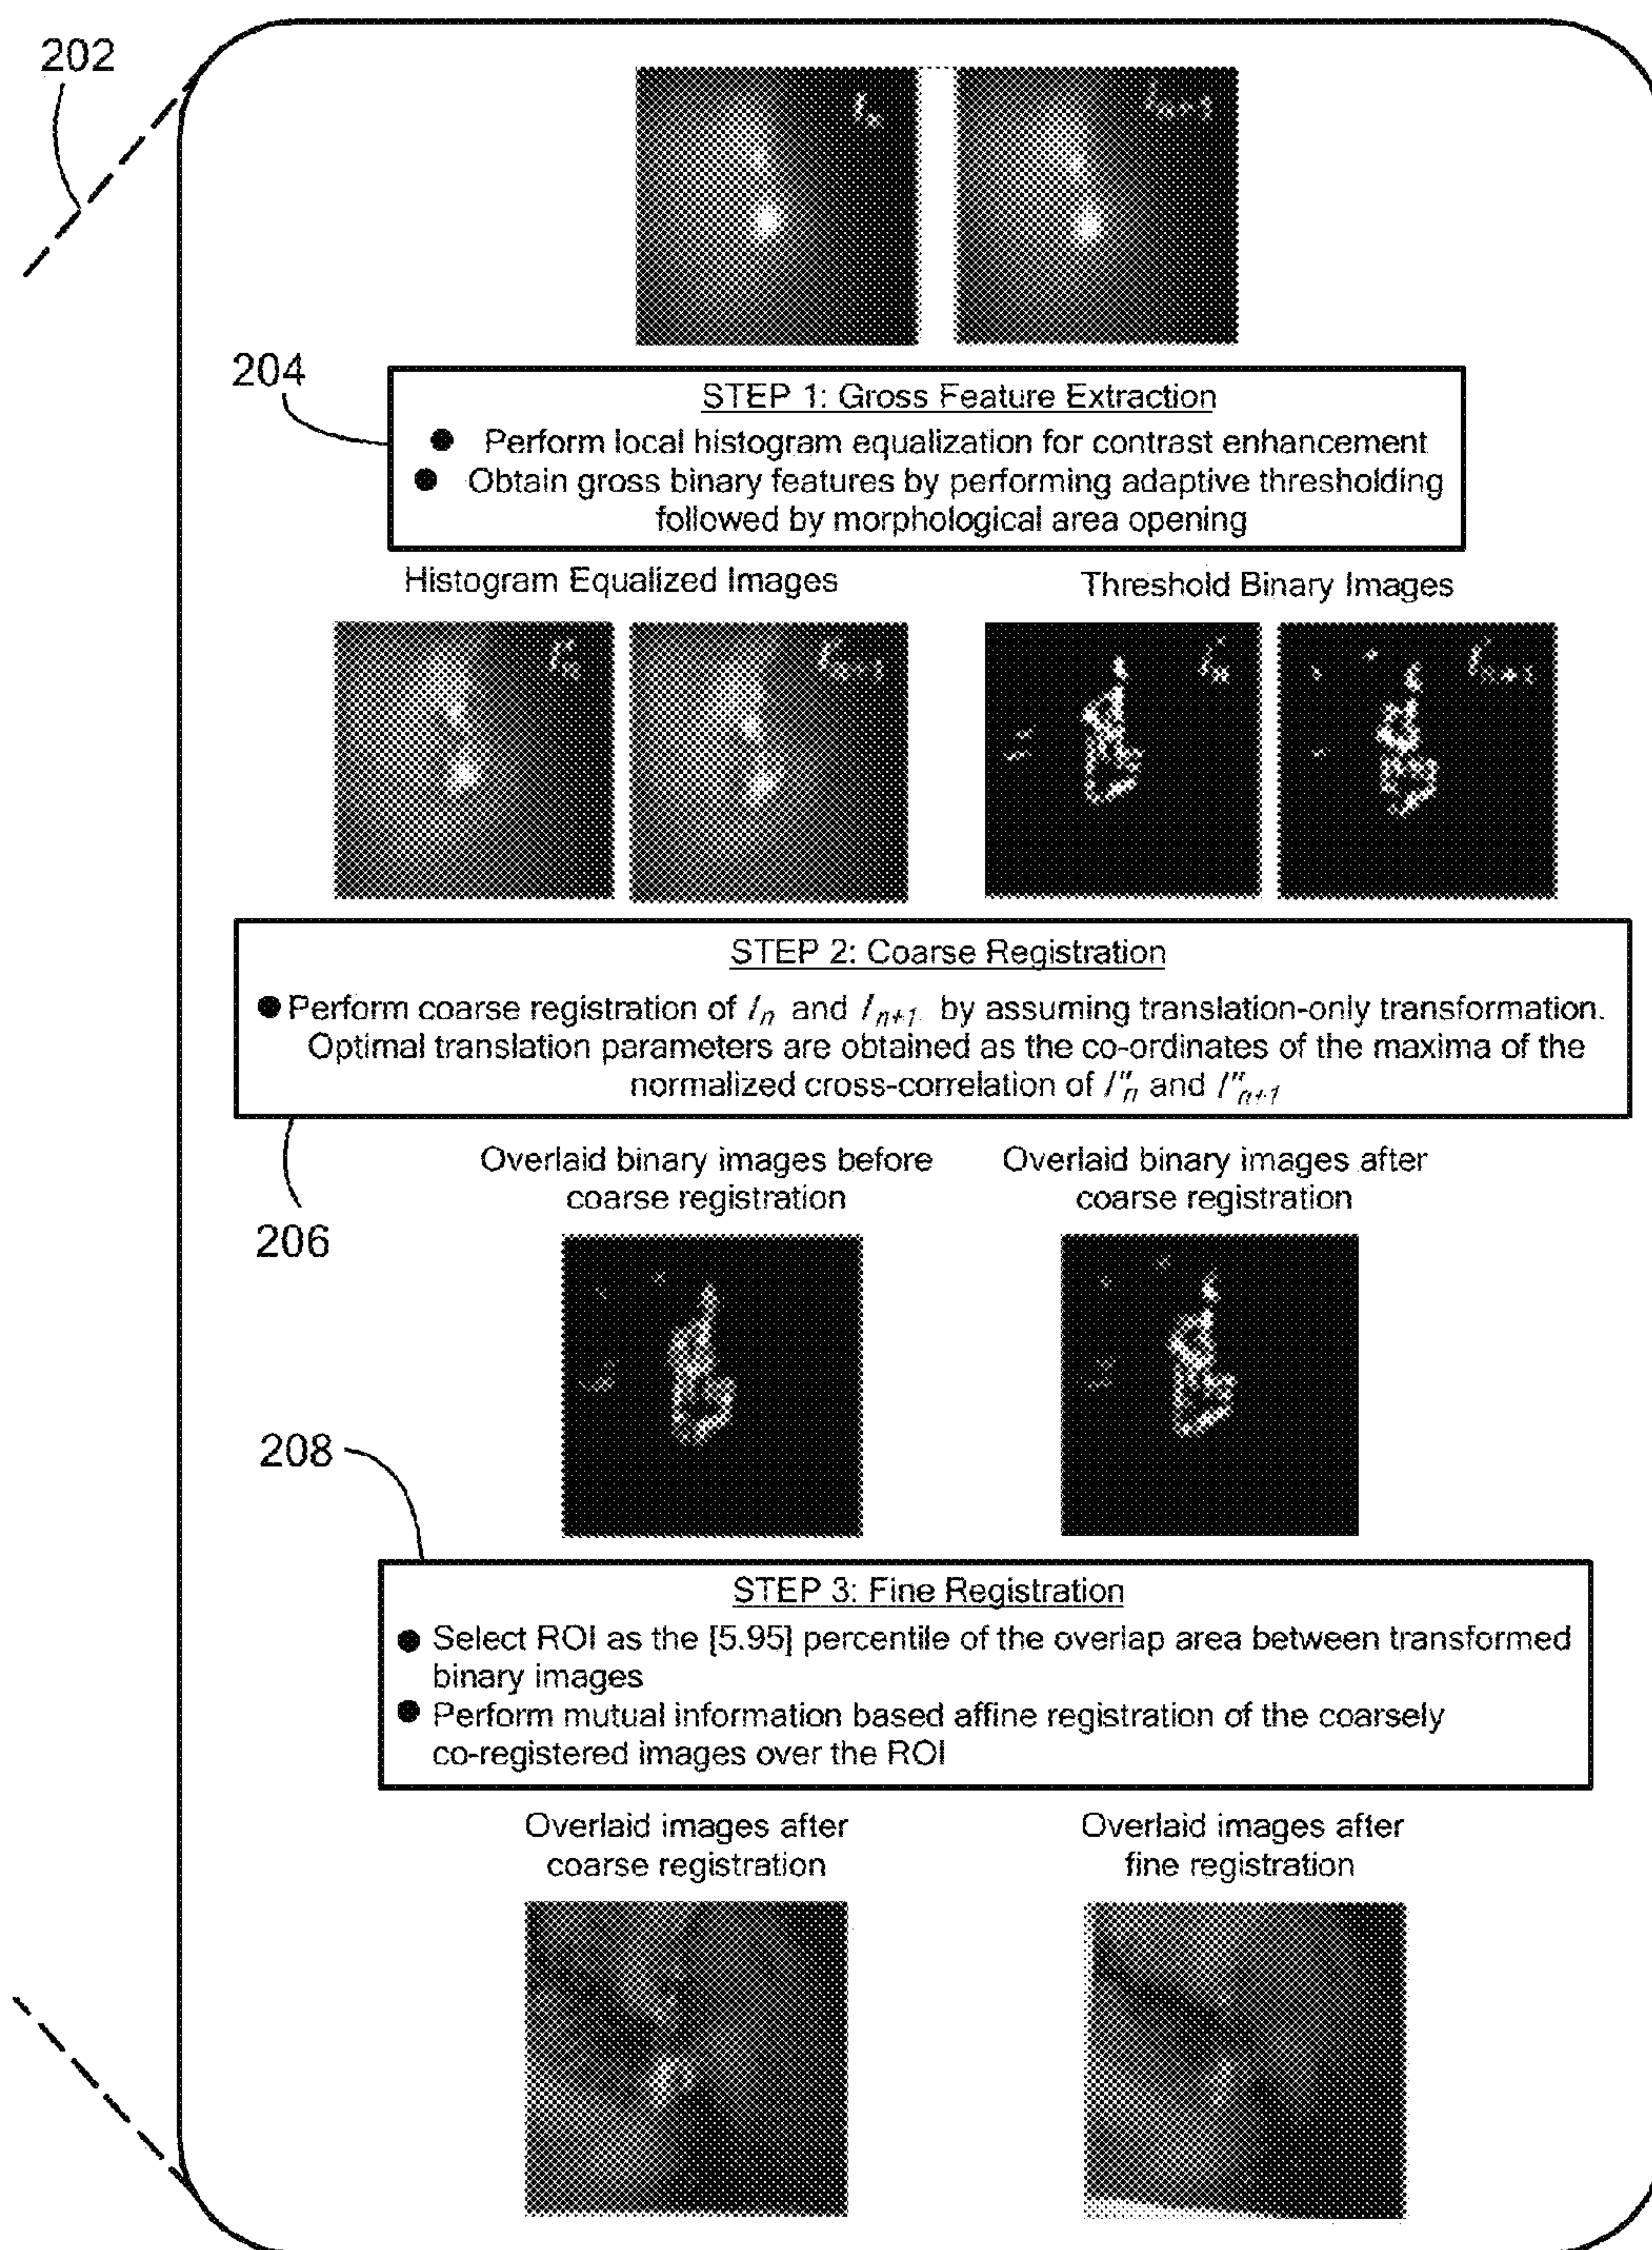 202
I_n I_{n+1}
204
STEP 1: Gross Feature Extraction
● Perform local histogram equalization for contrast enhancement
● Obtain gross binary features by performing adaptive thresholding
followed by morphological area opening
Histogram Equalized Images Threshold Binary Images
STEP 2: Coarse Registration
● Perform coarse registration of I_n and I_{n+1} by assuming translation-only transformation.
Optimal translation parameters are obtained as the co-ordinates of the maxima of the
normalized cross-correlation of I"_n and I"_{n+1}
206
Overlaid binary images before Overlaid binary images after
coarse registration coarse registration
208
STEP 3: Fine Registration
● Select ROI as the [5.95] percentile of the overlap area between transformed
binary images
● Perform mutual information based affine registration of the coarsely
co-registered images over the ROI
Overlaid images after Overlaid images after
coarse registration fine registration